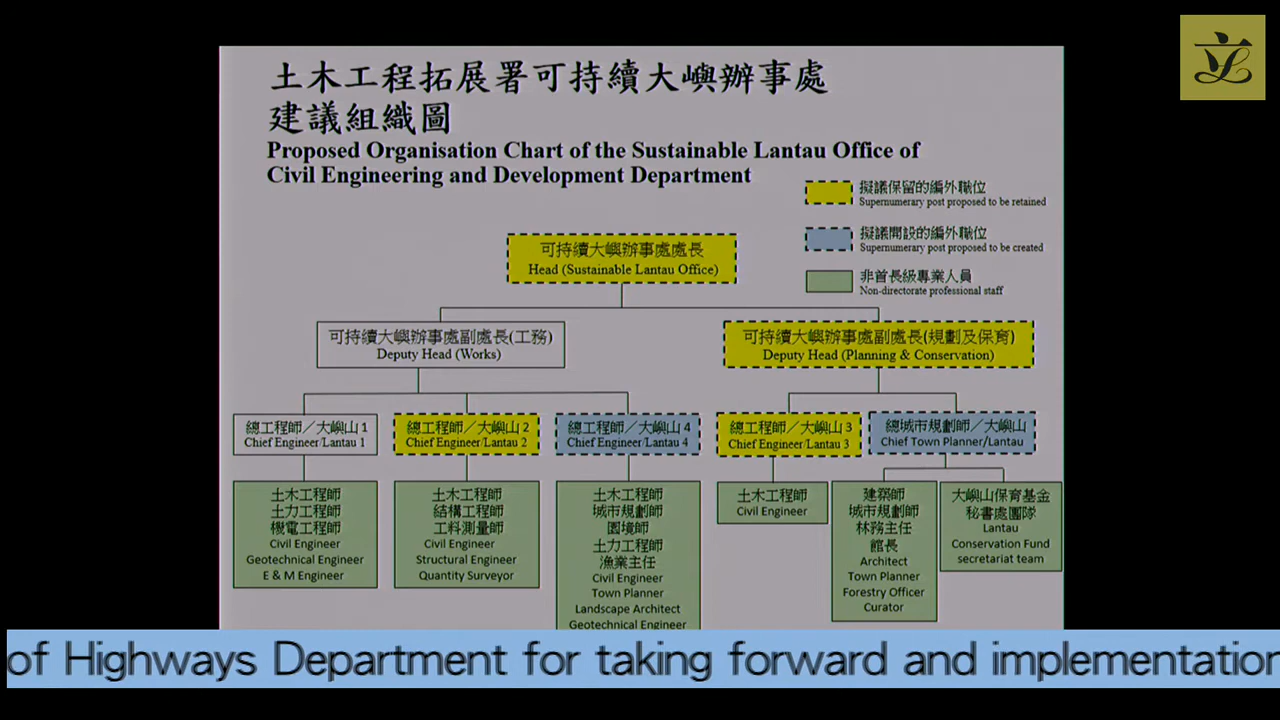 土木工程拓展署可持續大嶼辦事處
建議組織圖
Proposed Organisation Chart of the Sustainable Lantau Office of
Civil Engineering and Development Department
擬議保留的編外職位
Supernumerary post proposed to be retained
擬議開設的編外職位
Supernumerary post proposed to be created
非首長級專業人員
Non-directorate professional staff
可持續大嶼辦事處處長
Head (Sustainable Lantau Office)
可持續大嶼辦事處副處長(工務)
Deputy Head (Works)
可持續大嶼辦事處副處長(規劃及保育)
Deputy Head (Planning & Conservation)
總工程師／大嶼山 1
Chief Engineer/Lantau 1
總工程師／大嶼山 2
Chief Engineer/Lantau 2
總工程師／大嶼山 4
Chief Engineer/Lantau 4
總工程師／大嶼山 3
Chief Engineer/Lantau 3
總城市規劃師／大嶼山
Chief Town Planner/Lantau
土木工程師
土力工程師
機電工程師
Civil Engineer
Geotechnical Engineer
E & M Engineer
土木工程師
結構工程師
工料測量師
Civil Engineer
Structural Engineer
Quantity Surveyor
土木工程師
城市規劃師
園境師
土力工程師
漁業主任
Civil Engineer
Town Planner
Landscape Architect
Geotechnical Engineer
土木工程師
Civil Engineer
建築師
城市規劃師
林務主任
館長
Architect
Town Planner
Forestry Officer
Curator
大嶼山保育基金
秘書處團隊
Lantau
Conservation Fund
secretariat team
of Highways Department for taking forward and implementation